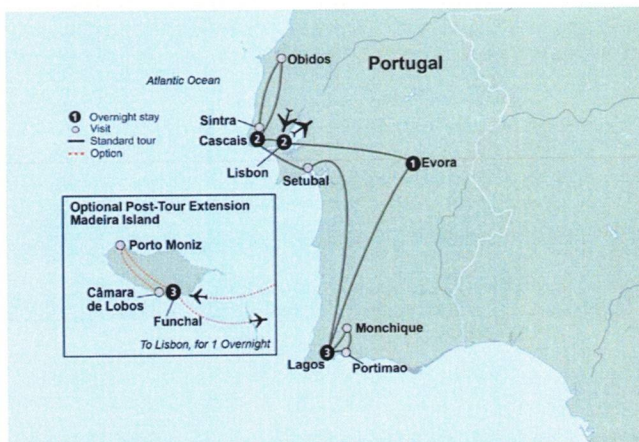 Obidos
Portugal
Atlantic Ocean
1 Overnight stay
Visit
Standard tour
Option
Sintra
Cascais
2
2
Lisbon
Setubal
1
Evora
Optional Post-Tour Extension
Madeira Island
Porto Moniz
Câmara
de Lobos
3
Funchal
To Lisbon, for 1 Overnight
Monchique
Lagos
3
Portimao